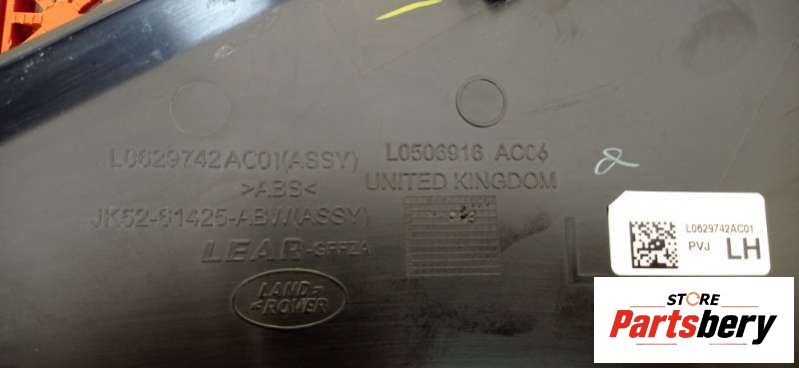 L0629742AC01(ASSY)
>ABS<
JK52-61425-ABW(ASSY)
LEAR-GFFZA
LAND-
ROVER
L0506916 AC06
UNITED KINGDOM
L0629742AC01
PVJ LH
STORE
Partsbery